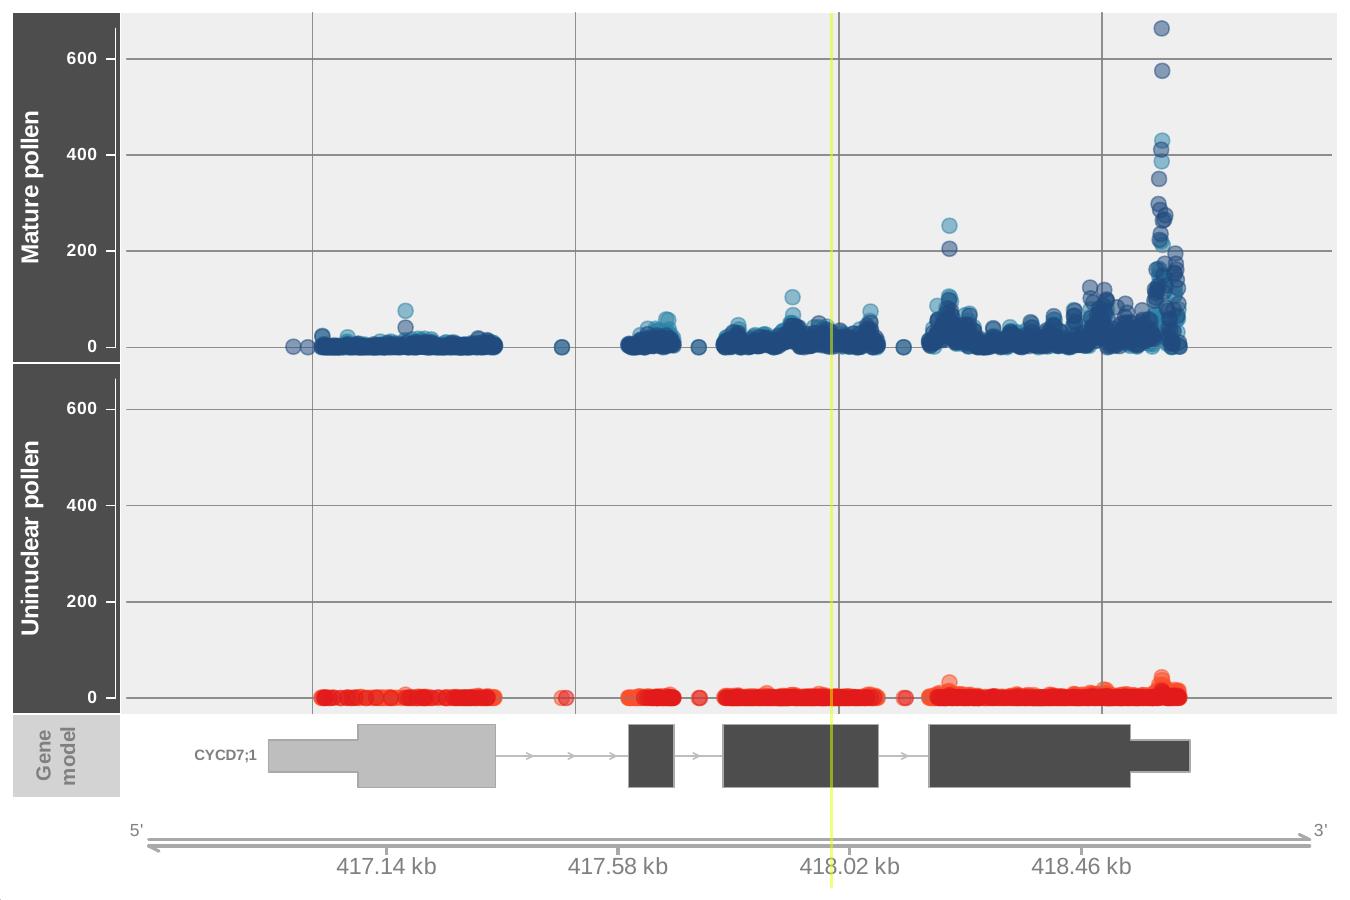 Mature pollen
600
400
200
0
Uninuclear pollen
600
400
200
0
Gene
model
CYCD7;1
5'
3'
417.14 kb
417.58 kb
418.02 kb
418.46 kb